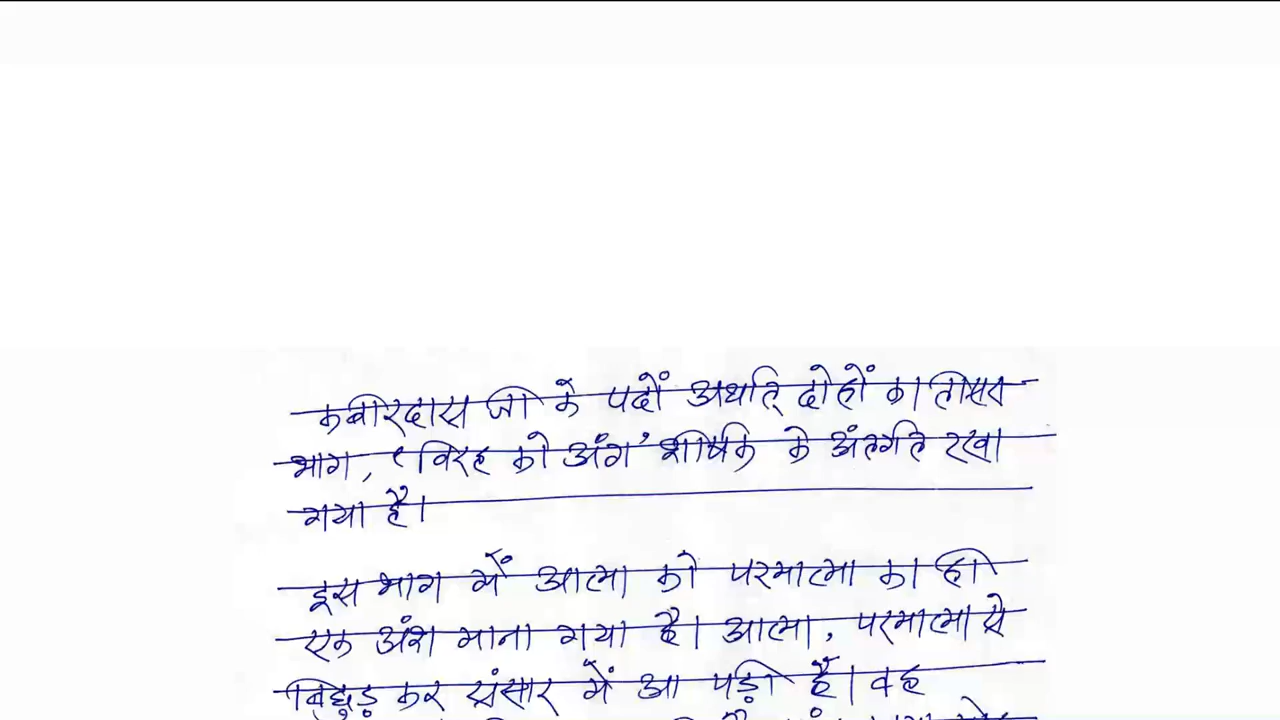 कबीरदास जी के पदों अर्थात् दोहों का तीसरा
भाग, 'विरह को अंग' शीर्षक के अंतर्गत रखा
गया है।
इस भाग में आत्मा को परमात्मा का ही
एक अंश माना गया है। आत्मा, परमात्मा से
बिछुड़ कर संसार में आ पड़ी है। वह